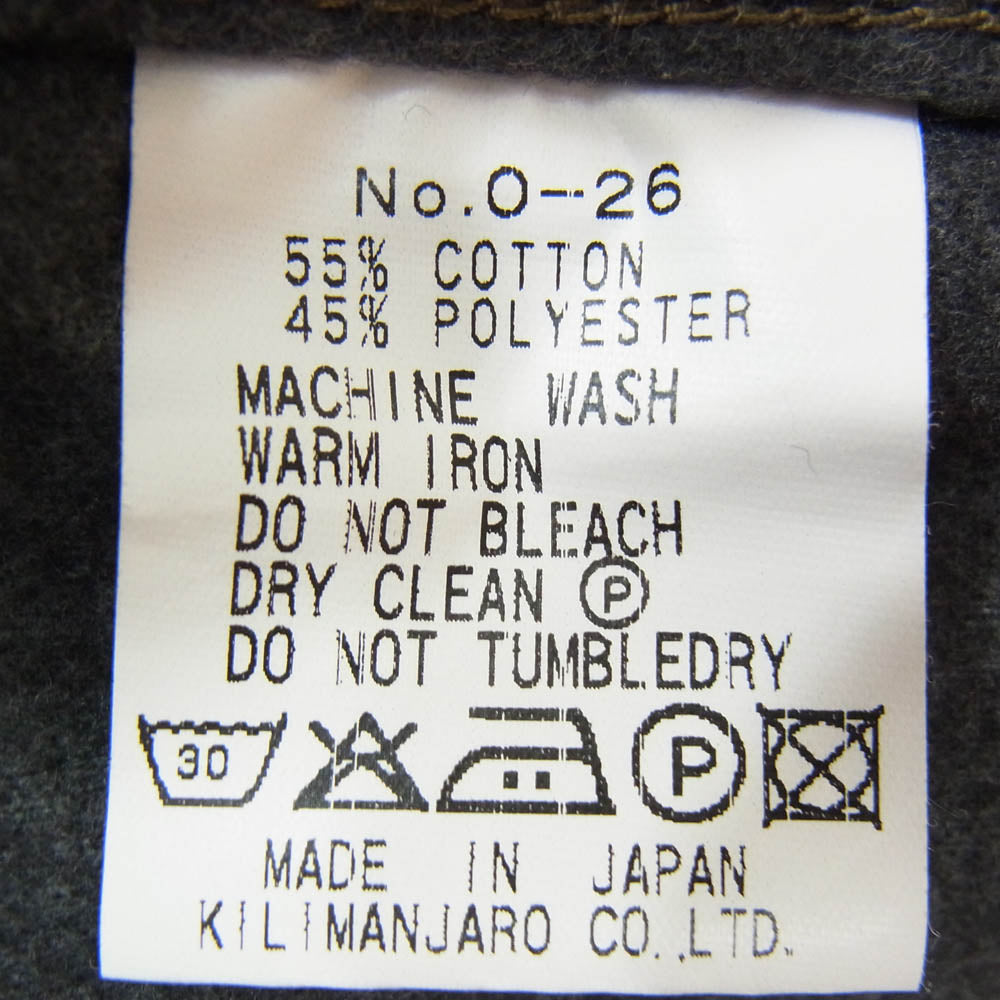 No.O-26
55% COTTON
45% POLYESTER
MACHINE WASH
WARM IRON
DO NOT BLEACH
DRY CLEAN Ⓟ
DO NOT TUMBLEDRY
30 P
MADE IN JAPAN
KILIMANJARO CO.,LTD.